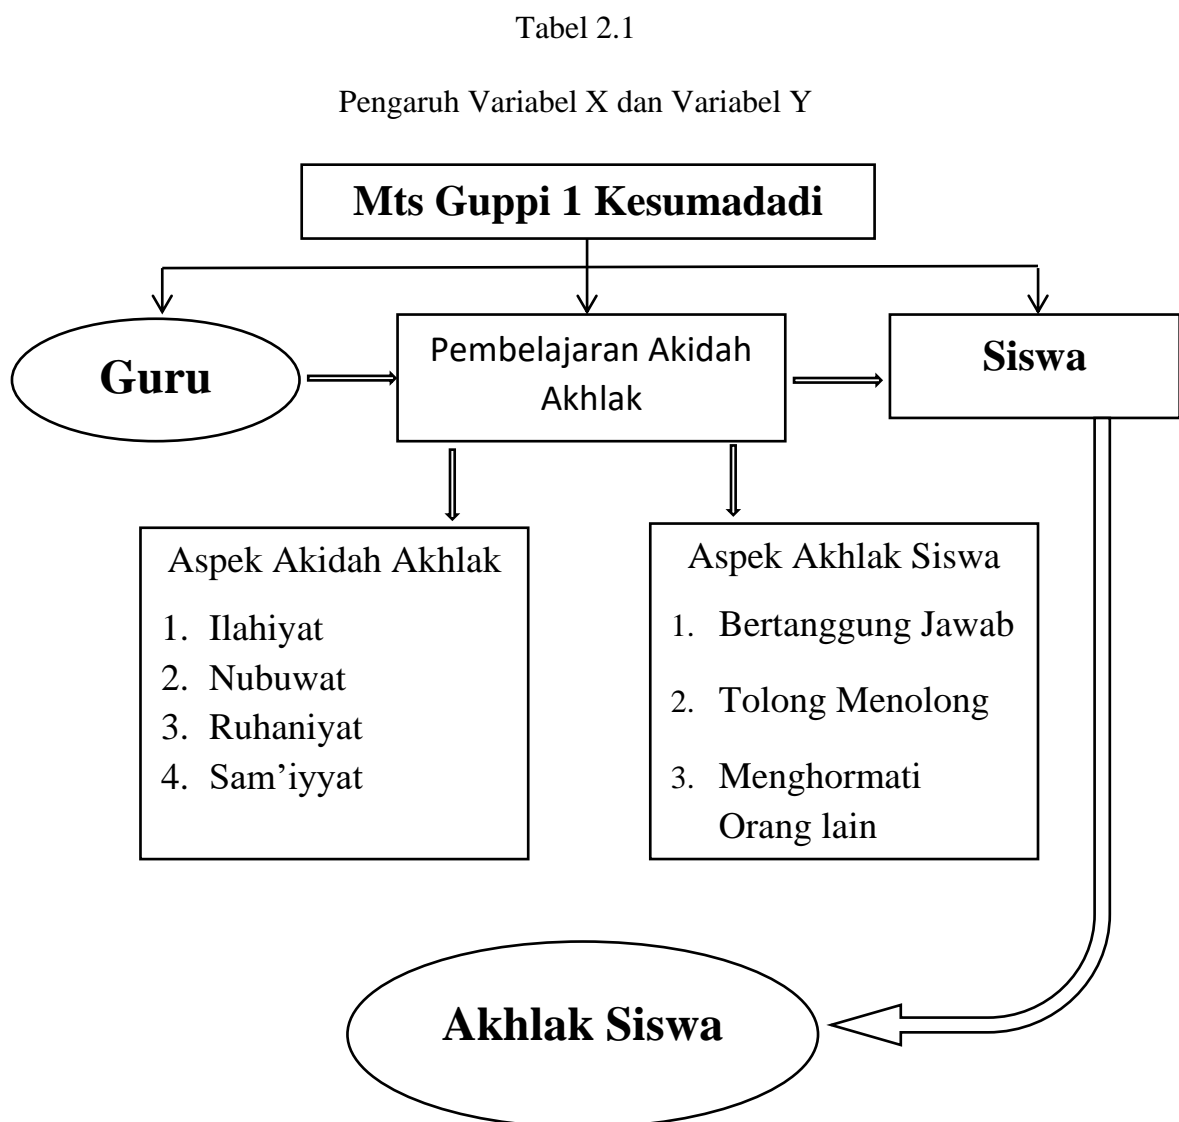 Tabel 2.1
Pengaruh Variabel X dan Variabel Y
Mts Guppi 1 Kesumadadi
Guru
Pembelajaran Akidah
Akhlak
Siswa
Aspek Akidah Akhlak
1. Ilahiyat
2. Nubuwat
3. Ruhaniyat
4. Sam’iyyat
Aspek Akhlak Siswa
1. Bertanggung Jawab
2. Tolong Menolong
3. Menghormati
Orang lain
Akhlak Siswa